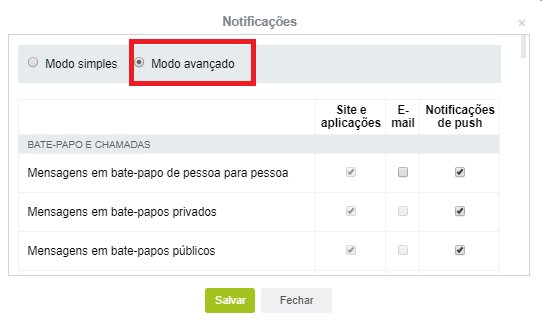 Notificações
×
Modo simples Modo avançado
Site e aplicações E-mail Notificações de push
BATE-PAPO E CHAMADAS
Mensagens em bate-papo de pessoa para pessoa
Mensagens em bate-papos privados
Mensagens em bate-papos públicos
Salvar Fechar